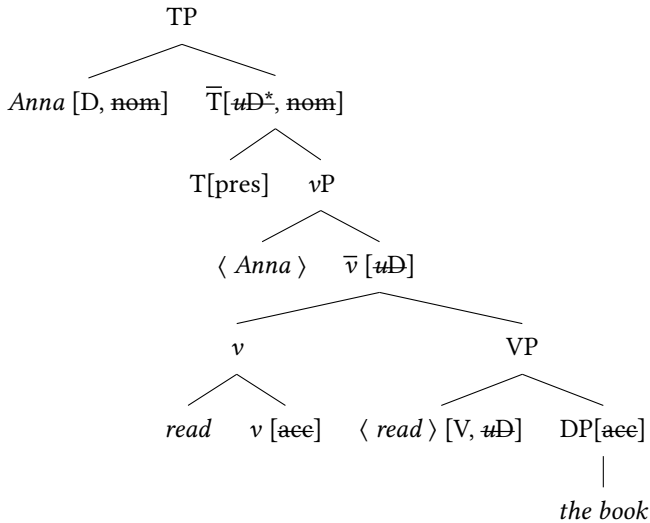 TP
Anna [D, nom] T̅[uD*, nom]
T[pres] vP
⟨ Anna ⟩ v̅ [uD]
v VP
read v [acc] ⟨ read ⟩ [V, uD] DP[acc]
the book